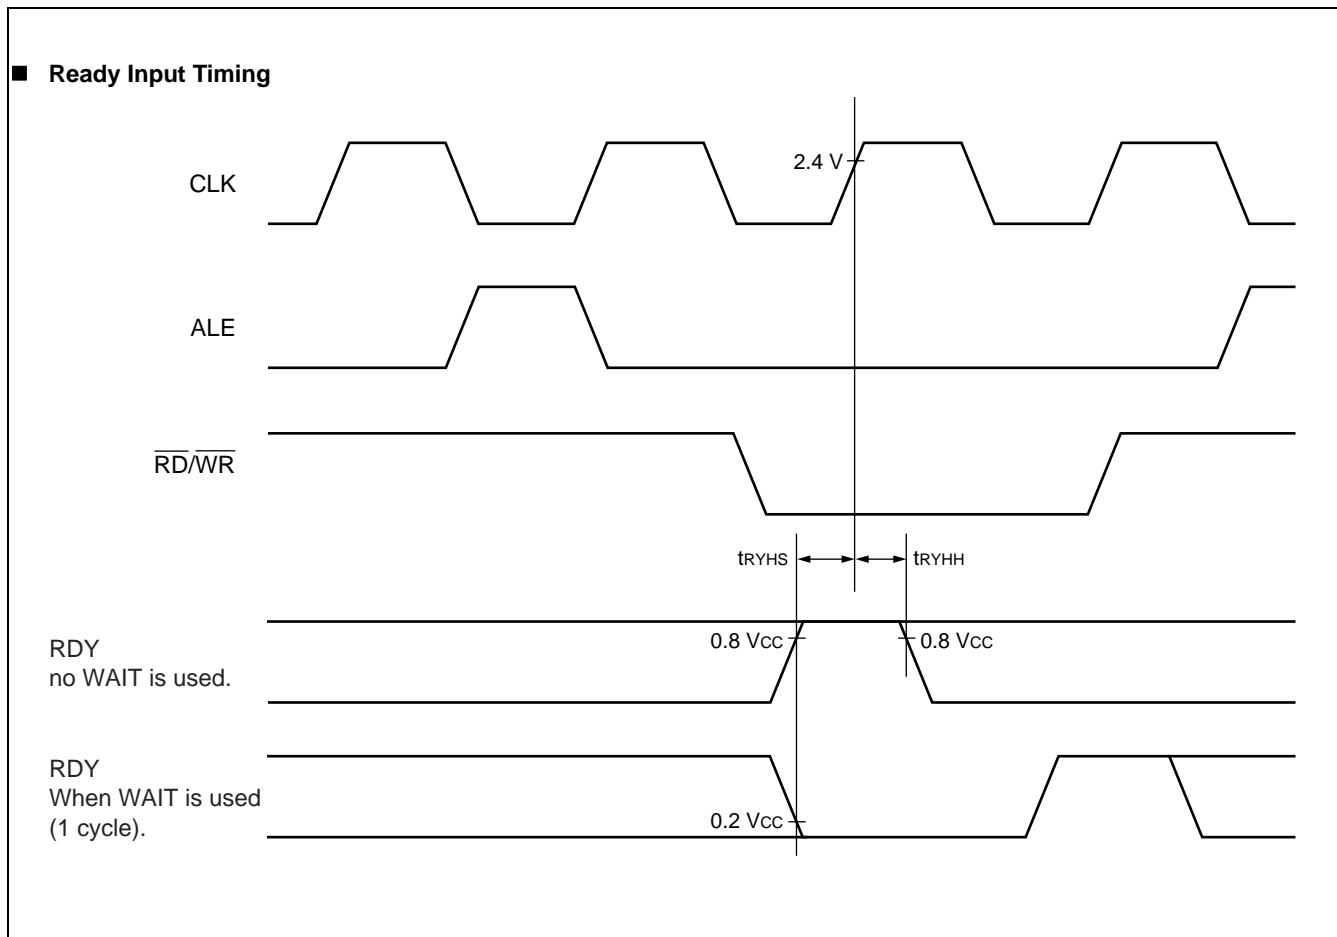 ■ Ready Input Timing
2.4 V
CLK
ALE
RD/WR
tRYHS
tRYHH
RDY
no WAIT is used.
0.8 VCC
0.8 VCC
RDY
When WAIT is used
(1 cycle).
0.2 VCC